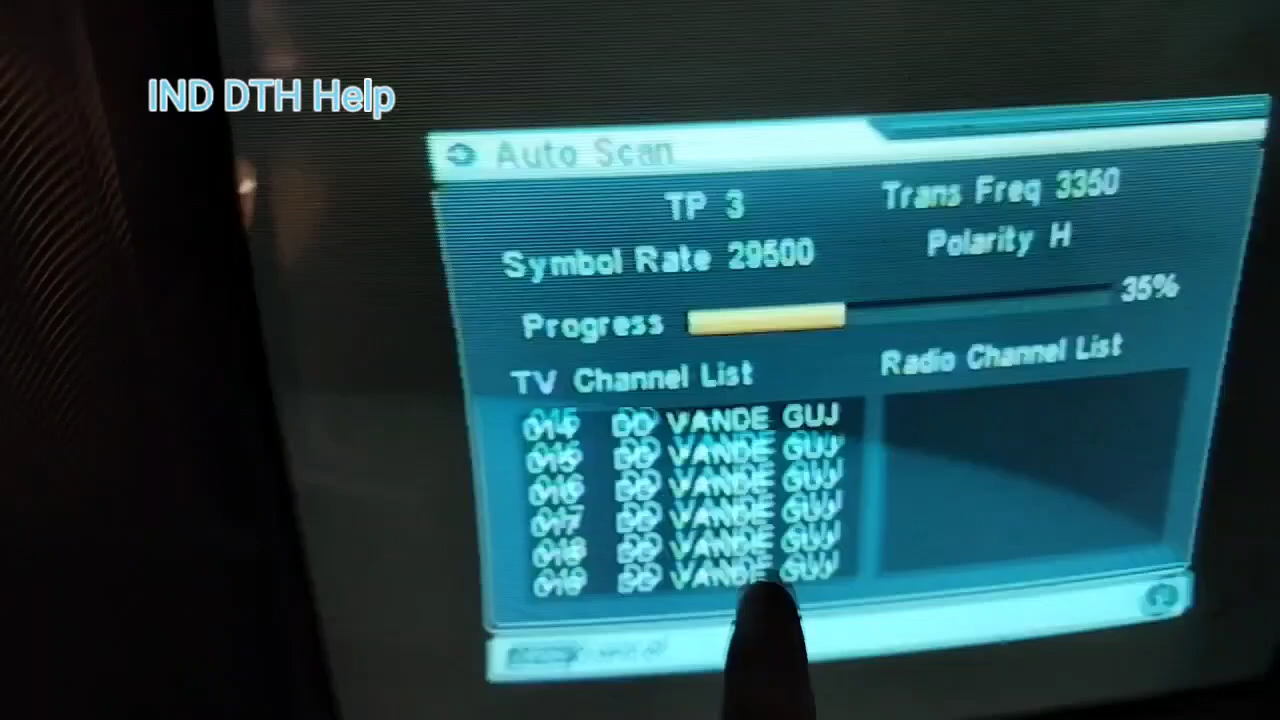 IND DTH Help
Auto Scan
TP 3
Trans Freq 3350
Symbol Rate 29500
Polarity H
Progress
35%
TV Channel List
Radio Channel List
DD VANDE GUJ
DD VANDE GUJ
016 DD VANDE GUJ
017 DD VANDE GUJ
018 DD VANDE GUJ
019 DD VANDE GUJ